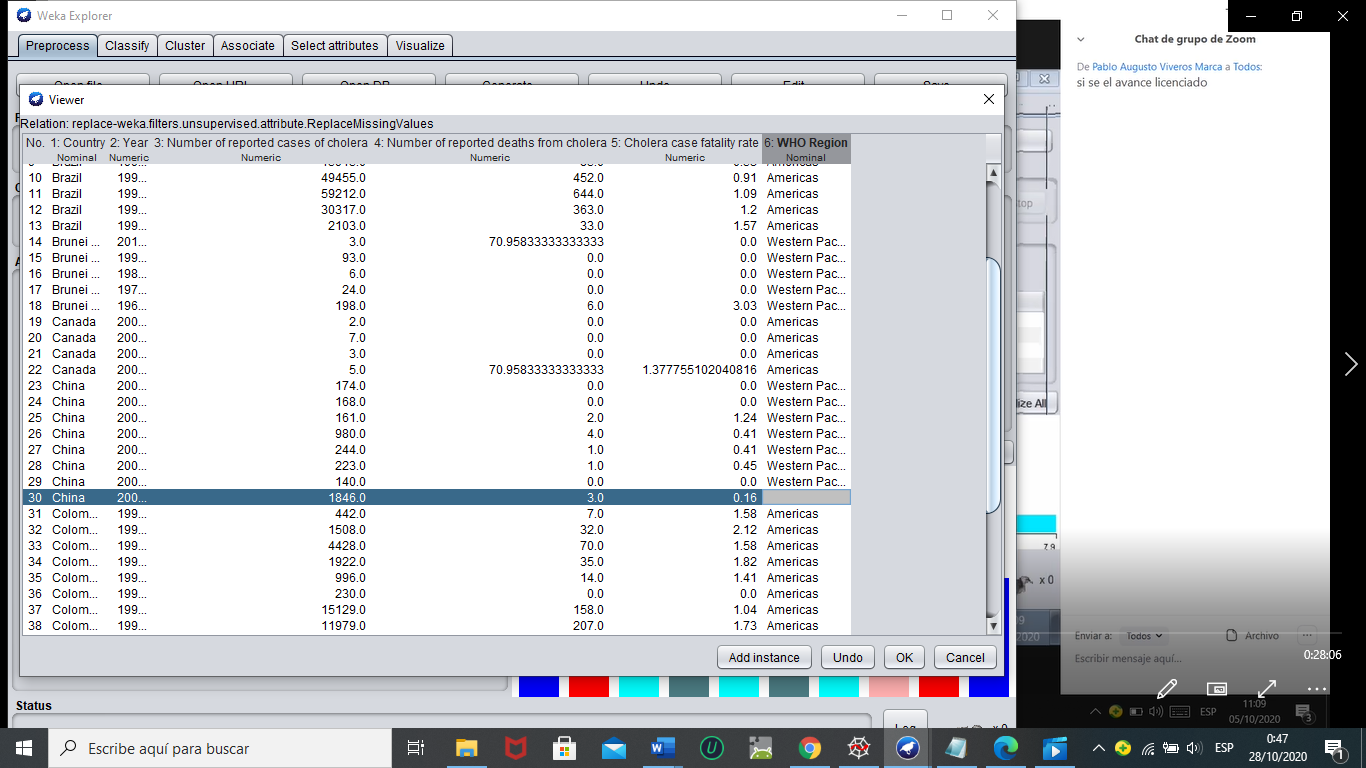 Weka Explorer
Preprocess Classify Cluster Associate Select attributes Visualize
Viewer
Relation: replace-weka.filters.unsupervised.attribute.ReplaceMissingValues
No. 1: Country 2: Year 3: Number of reported cases of cholera 4: Number of reported deaths from cholera 5: Cholera case fatality rate 6: WHO Region
Nominal Numeric Numeric Numeric Numeric Nominal
10 Brazil 199... 49455.0 452.0 0.91 Americas
11 Brazil 199... 59212.0 644.0 1.09 Americas
12 Brazil 199... 30317.0 363.0 1.2 Americas
13 Brazil 199... 2103.0 33.0 1.57 Americas
14 Brunei ... 201... 3.0 70.95833333333333 0.0 Western Pac...
15 Brunei ... 199... 93.0 0.0 0.0 Western Pac...
16 Brunei ... 198... 6.0 0.0 0.0 Western Pac...
17 Brunei ... 197... 24.0 0.0 0.0 Western Pac...
18 Brunei ... 196... 198.0 6.0 3.03 Western Pac...
19 Canada 200... 2.0 0.0 0.0 Americas
20 Canada 200... 7.0 0.0 0.0 Americas
21 Canada 200... 3.0 0.0 0.0 Americas
22 Canada 200... 5.0 70.95833333333333 1.377755102040816 Americas
23 China 200... 174.0 0.0 0.0 Western Pac...
24 China 200... 168.0 0.0 0.0 Western Pac...
25 China 200... 161.0 2.0 1.24 Western Pac...
26 China 200... 980.0 4.0 0.41 Western Pac...
27 China 200... 244.0 1.0 0.41 Western Pac...
28 China 200... 223.0 1.0 0.45 Western Pac...
29 China 200... 140.0 0.0 0.0 Western Pac...
30 China 200... 1846.0 3.0 0.16
31 Colom... 199... 442.0 7.0 1.58 Americas
32 Colom... 199... 1508.0 32.0 2.12 Americas
33 Colom... 199... 4428.0 70.0 1.58 Americas
34 Colom... 199... 1922.0 35.0 1.82 Americas
35 Colom... 199... 996.0 14.0 1.41 Americas
36 Colom... 199... 230.0 0.0 0.0 Americas
37 Colom... 199... 15129.0 158.0 1.04 Americas
38 Colom... 199... 11979.0 207.0 1.73 Americas
Add instance Undo OK Cancel
Status
x 0
Chat de grupo de Zoom
De Pablo Augusto Viveros Marca a Todos:
si se el avance licenciado
top
ize All
7.9
x 0
Enviar a: Todos Archivo ...
Escribir mensaje aquí...
0:28:06
ESP
11:09
05/10/2020
3
Escribe aquí para buscar
ESP
0:47
28/10/2020
1